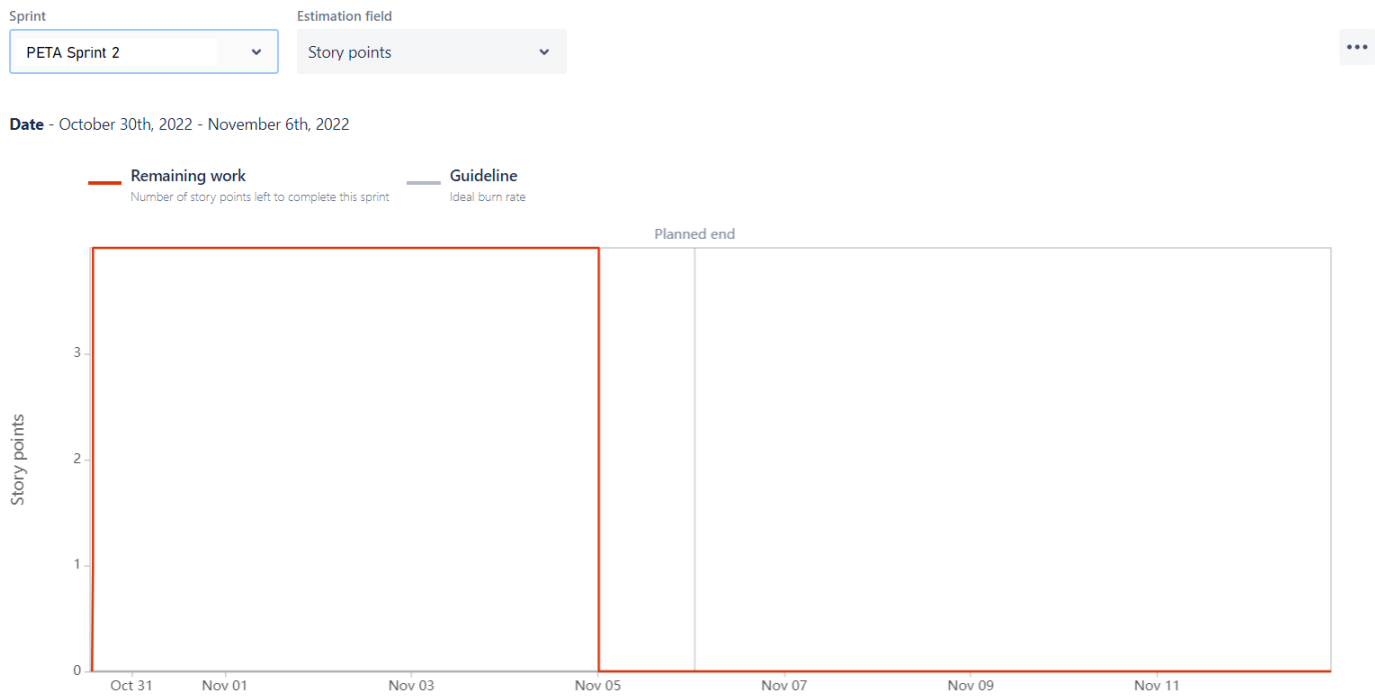 Sprint
Estimation field
PETA Sprint 2
Story points
Date - October 30th, 2022 - November 6th, 2022
Remaining work
Number of story points left to complete this sprint
Guideline
Ideal burn rate
Planned end
Story points
3
2
1
0
Oct 31 Nov 01 Nov 03 Nov 05 Nov 07 Nov 09 Nov 11